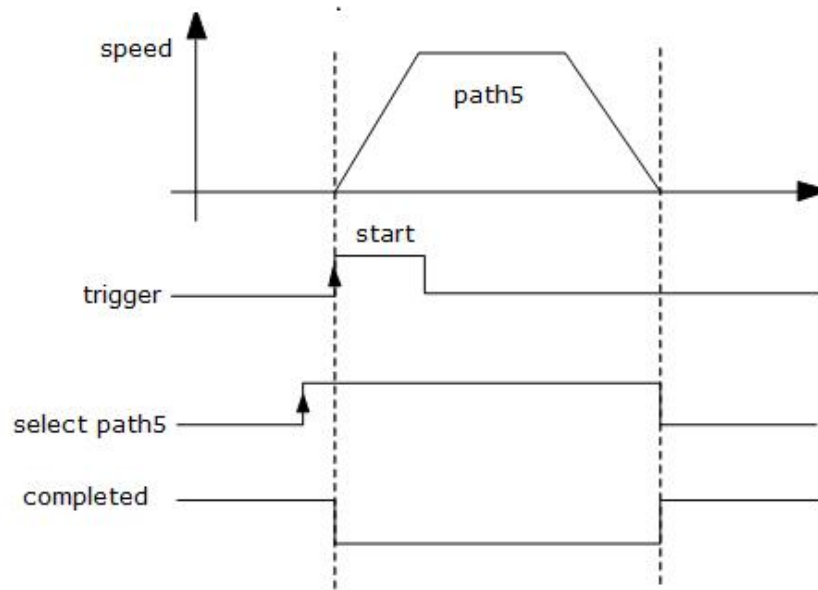 speed
path5
start
trigger
select path5
completed